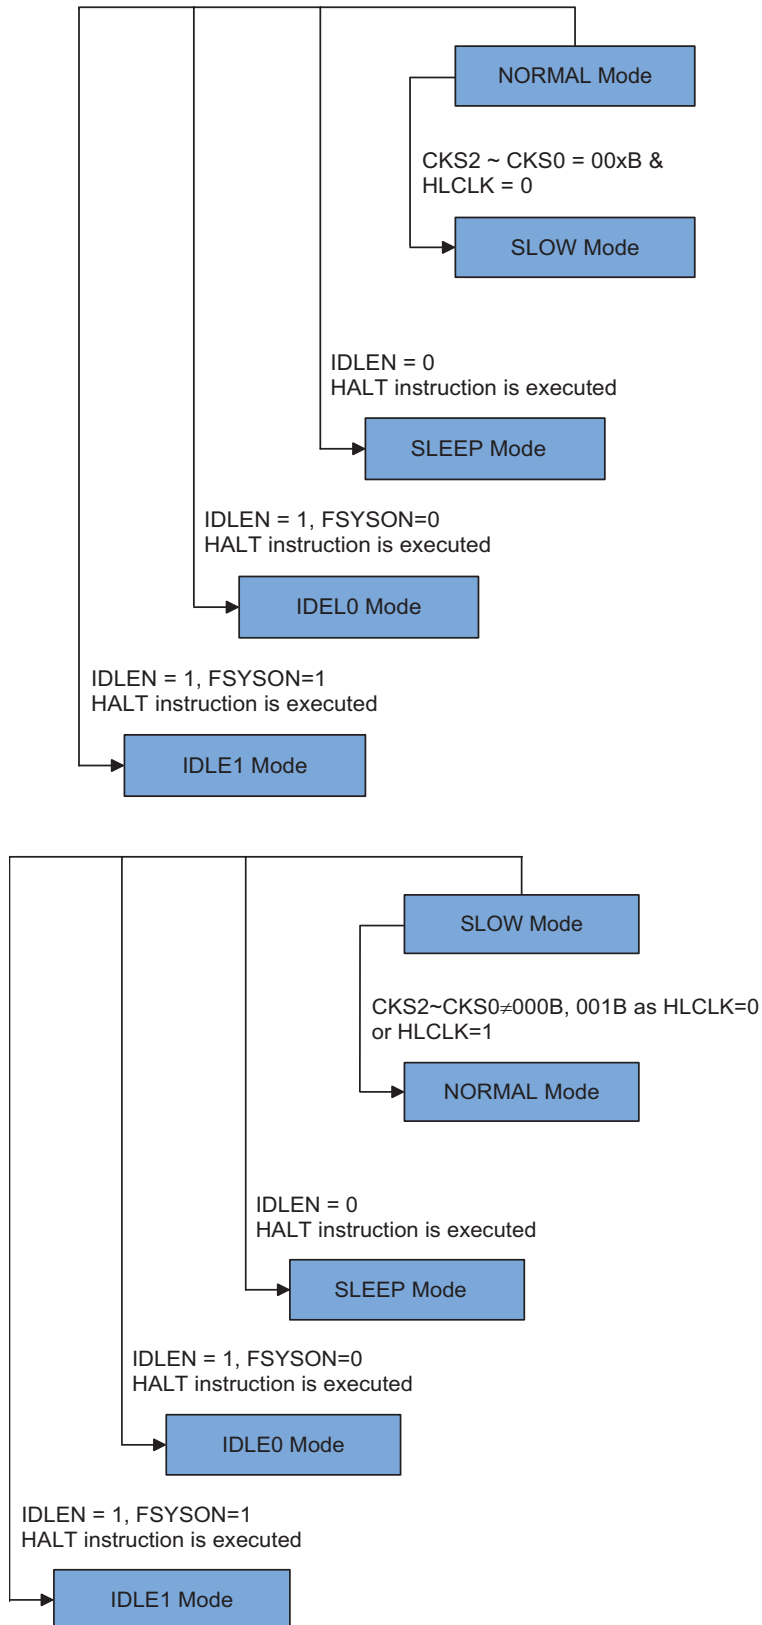 NORMAL Mode
CKS2 ~ CKS0 = 00xB &
HLCLK = 0
SLOW Mode
IDLEN = 0
HALT instruction is executed
SLEEP Mode
IDLEN = 1, FSYSON=0
HALT instruction is executed
IDEL0 Mode
IDLEN = 1, FSYSON=1
HALT instruction is executed
IDLE1 Mode
SLOW Mode
CKS2~CKS0≠000B, 001B as HLCLK=0
or HLCLK=1
NORMAL Mode
IDLEN = 0
HALT instruction is executed
SLEEP Mode
IDLEN = 1, FSYSON=0
HALT instruction is executed
IDLE0 Mode
IDLEN = 1, FSYSON=1
HALT instruction is executed
IDLE1 Mode